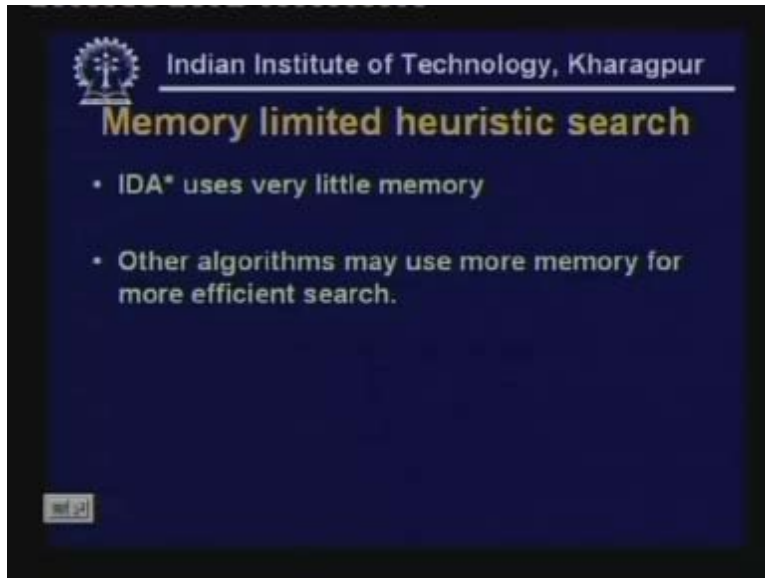 Indian Institute of Technology, Kharagpur
Memory limited heuristic search
• IDA* uses very little memory
• Other algorithms may use more memory for
more efficient search.